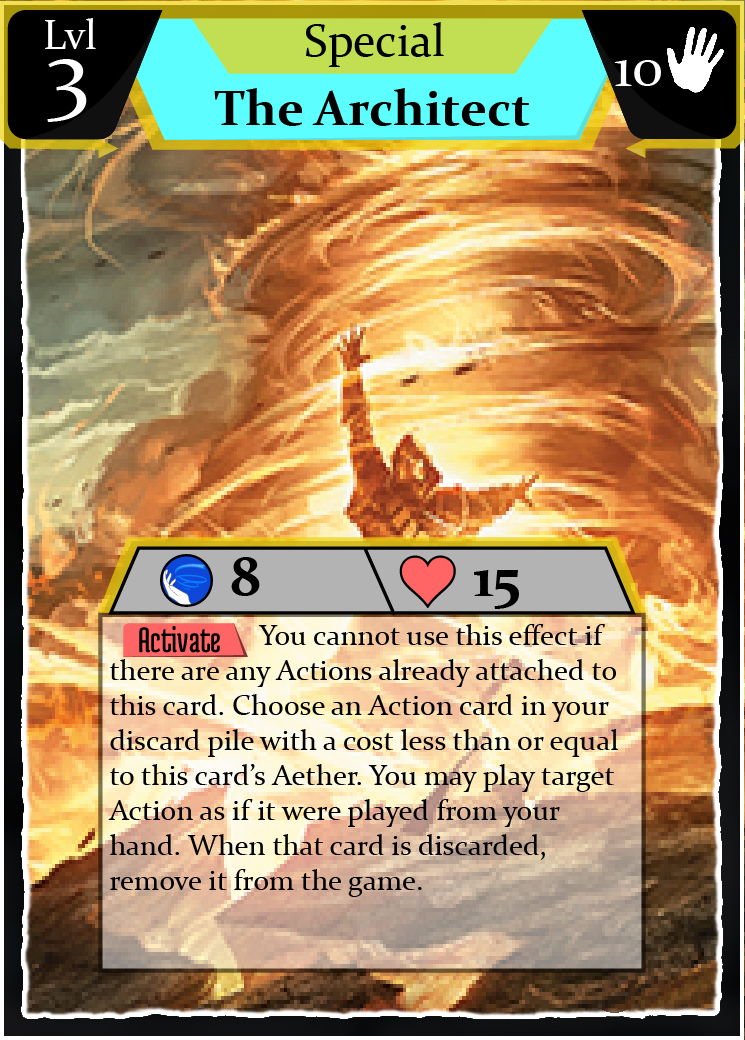 Lvl
3
Special
The Architect
10
8
15
Activate You cannot use this effect if
there are any Actions already attached to
this card. Choose an Action card in your
discard pile with a cost less than or equal
to this card's Aether. You may play target
Action as if it were played from your
hand. When that card is discarded,
remove it from the game.